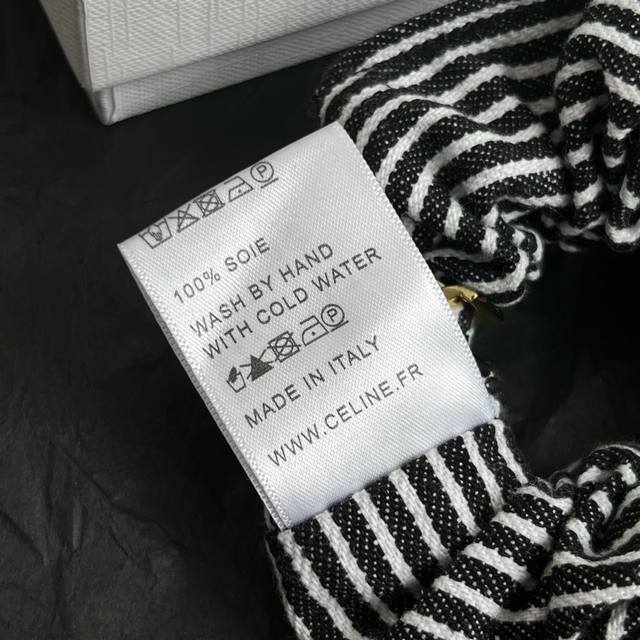 100% SOIE
WASH BY HAND
WITH COLD WATER
MADE IN ITALY
WWW.CELINE.FR